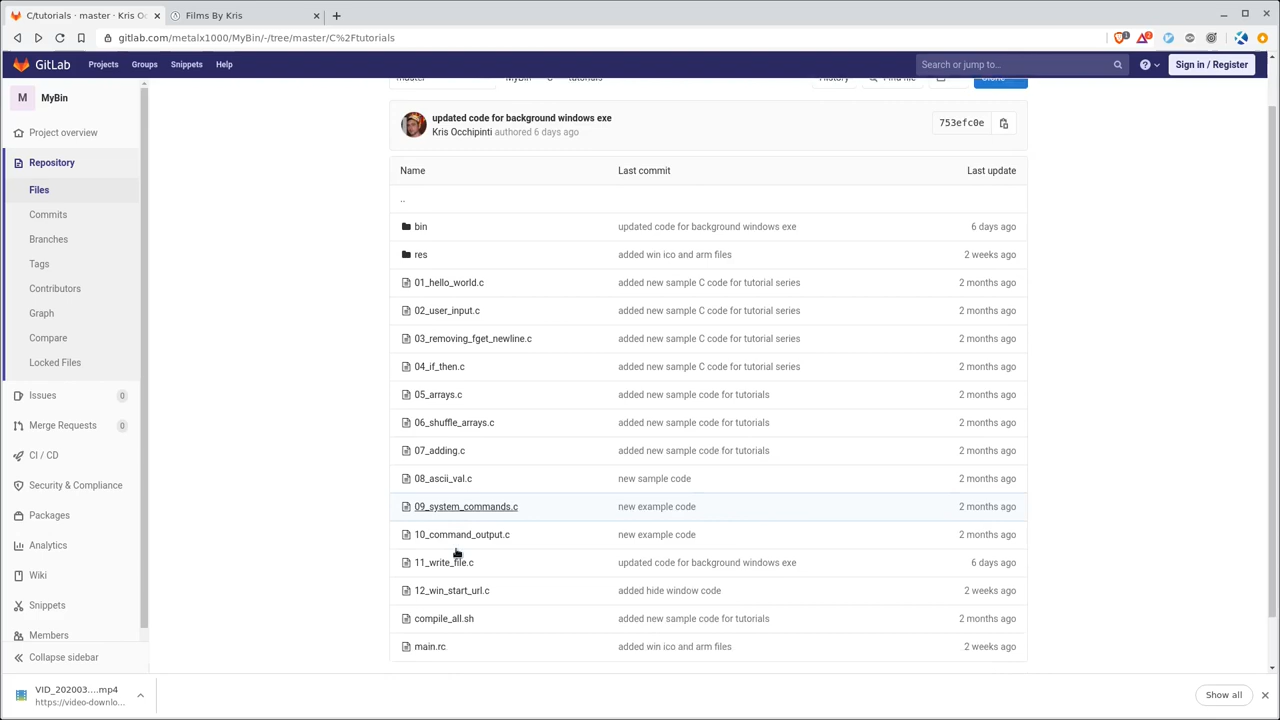 C/tutorials · master · Kris Oc
Films By Kris
gitlab.com/metalx1000/MyBin/-/tree/master/C%2Ftutorials
1
2
GitLab
Projects
Groups
Snippets
Help
Search or jump to...
Sign in / Register
M
MyBin
Project overview
Repository
Files
Commits
Branches
Tags
Contributors
Graph
Compare
Locked Files
Issues
0
Merge Requests
0
CI / CD
Security & Compliance
Packages
Analytics
Wiki
Snippets
Members
Collapse sidebar
updated code for background windows exe
Kris Occhipinti authored 6 days ago
753efc0e
Name Last commit Last update
..
bin updated code for background windows exe 6 days ago
res added win ico and arm files 2 weeks ago
01_hello_world.c added new sample C code for tutorial series 2 months ago
02_user_input.c added new sample C code for tutorial series 2 months ago
03_removing_fget_newline.c added new sample C code for tutorial series 2 months ago
04_if_then.c added new sample C code for tutorial series 2 months ago
05_arrays.c added new sample code for tutorials 2 months ago
06_shuffle_arrays.c added new sample code for tutorials 2 months ago
07_adding.c added new sample code for tutorials 2 months ago
08_ascii_val.c new sample code 2 months ago
09_system_commands.c new example code 2 months ago
10_command_output.c new example code 2 months ago
11_write_file.c updated code for background windows exe 6 days ago
12_win_start_url.c added hide window code 2 weeks ago
compile_all.sh added new sample code for tutorials 2 months ago
main.rc added win ico and arm files 2 weeks ago
VID_202003....mp4
https://video-downlo...
Show all